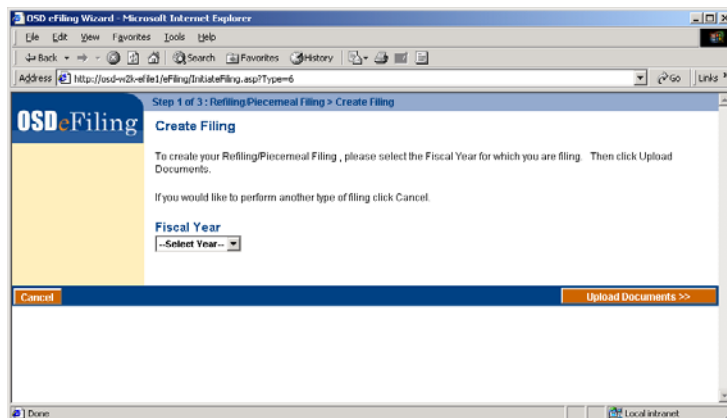 OSD eFiling Wizard - Microsoft Internet Explorer
File Edit View Favorites Tools Help
Back Search Favorites History
Address http://osd-w2k-efile1/eFiling/InitiateFiling.asp?Type=6 Go Links »
Step 1 of 3 : Refiling/Piecemeal Filing > Create Filing
OSDeFiling
Create Filing
To create your Refiling/Piecemeal Filing , please select the Fiscal Year for which you are filing. Then click Upload
Documents.
If you would like to perform another type of filing click Cancel.
Fiscal Year
--Select Year--
Cancel Upload Documents >>
Done Local intranet